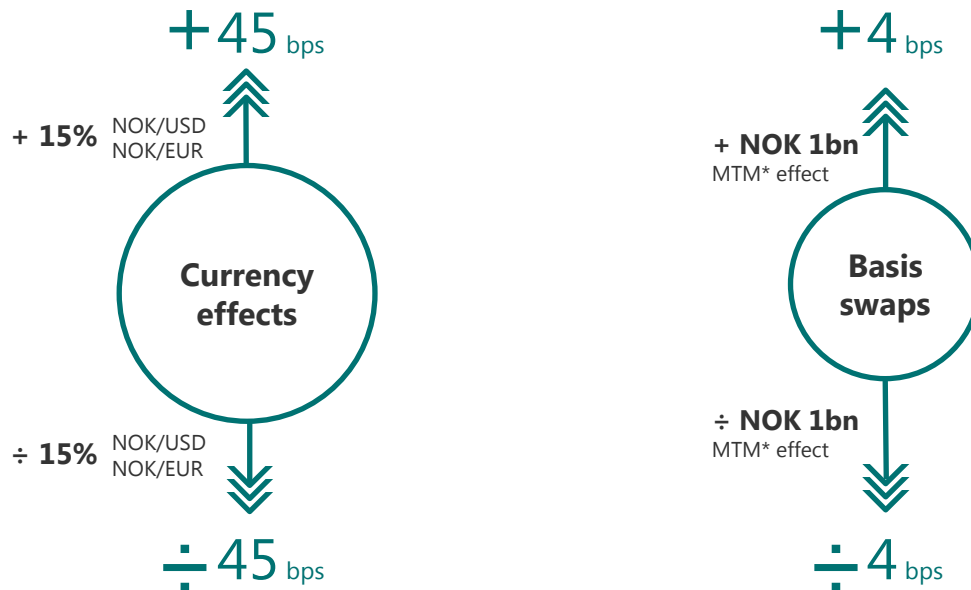 + 45 bps
+ 15% NOK/USD
NOK/EUR
Currency
effects
÷ 15% NOK/USD
NOK/EUR
÷ 45 bps
+ 4 bps
+ NOK 1bn
MTM* effect
Basis
swaps
÷ NOK 1bn
MTM* effect
÷ 4 bps